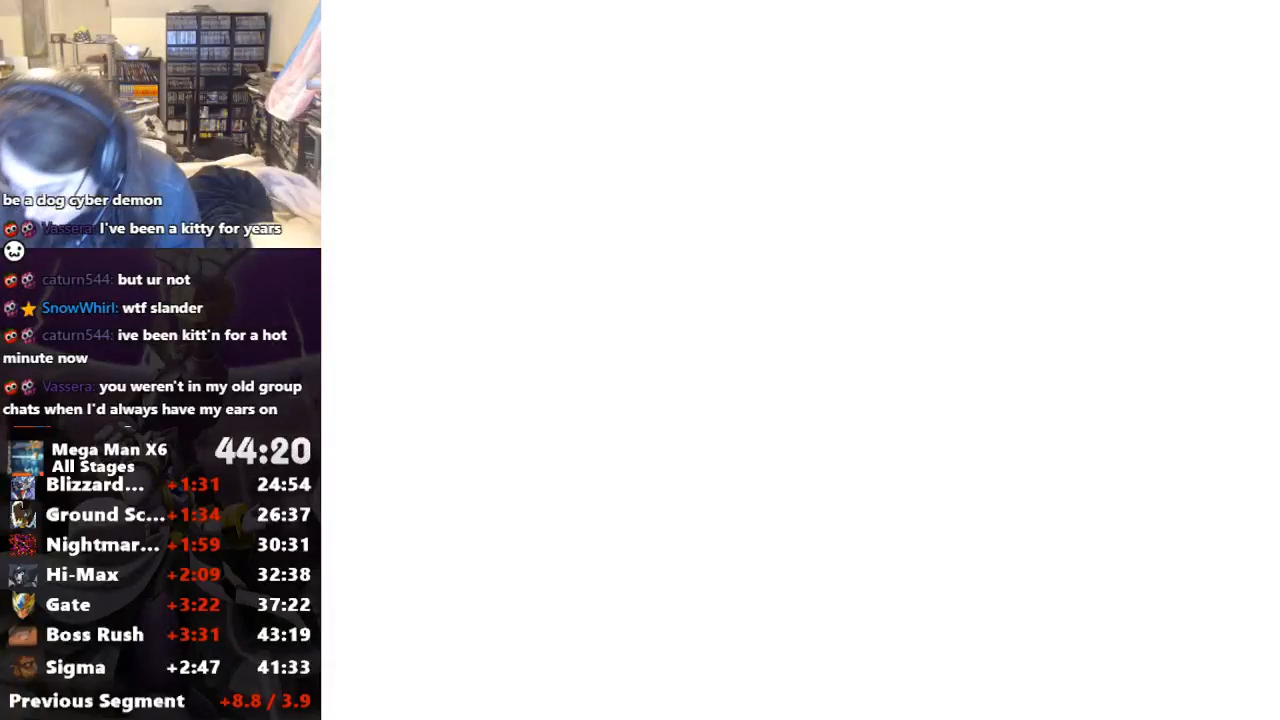 be a dog cyber demon
Vassera: I've been a kitty for years
caturn544: but ur not
SnowWhirl: wtf slander
caturn544: ive been kitt'n for a hot
minute now
Vassera: you weren't in my old group
chats when I'd always have my ears on
Mega Man X6
All Stages
44:20
Blizzard... +1:31 24:54
Ground Sc... +1:34 26:37
Nightmar... +1:59 30:31
Hi-Max +2:09 32:38
Gate +3:22 37:22
Boss Rush +3:31 43:19
Sigma +2:47 41:33
Previous Segment +8.8 / 3.9